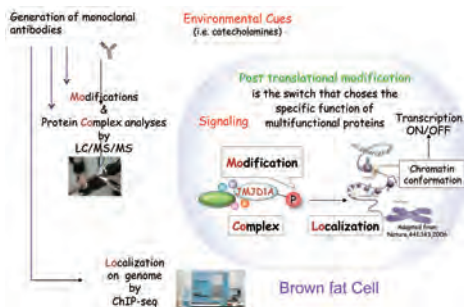 Generation of monoclonal
antibodies
Environmental Cues
(i.e. catecholamines)
Post translational modification
is the switch that choses the
specific function of
multifunctional proteins
Modifications
&
Protein Complex analyses
by
LC/MS/MS
Signaling
Transcription
ON/OFF
Modification
Chromatin
conformation
JMJD1A
P
Complex
Localization
Adapted from:
Nature,441,143,2006
Localization
on genome
by
ChIP-seq
Brown fat Cell